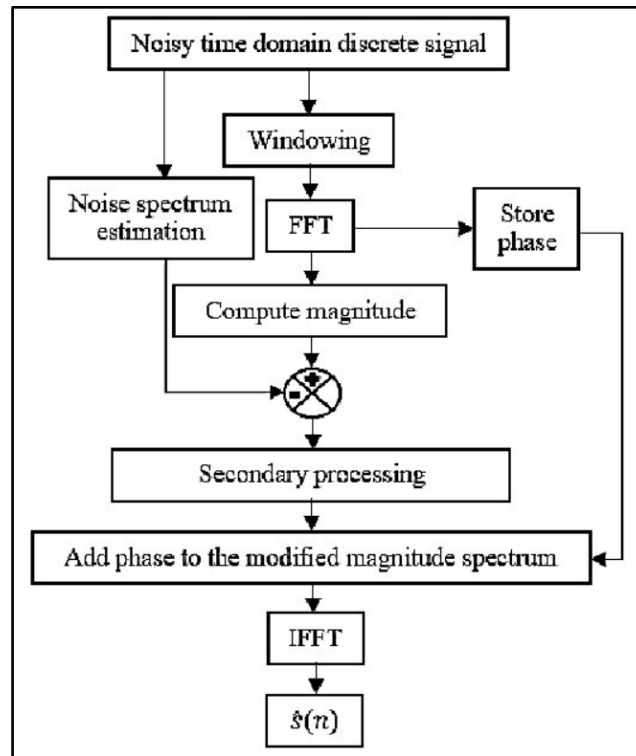 Noisy time domain discrete signal
Windowing
Noise spectrum
estimation
FFT
Store
phase
Compute magnitude
+
-
Secondary processing
Add phase to the modified magnitude spectrum
IFFT
ŝ(n)